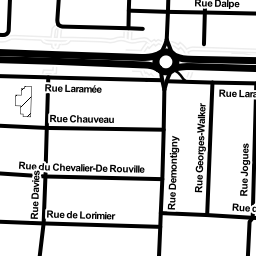 Rue Dalpe
Rue Laramée
Rue Lara
Rue Chauveau
Rue du Chevalier-De Rouville
Rue Davies
Rue de Lorimier
Rue Demontigny
Rue Georges-Walker
Rue Jogues
Rue d